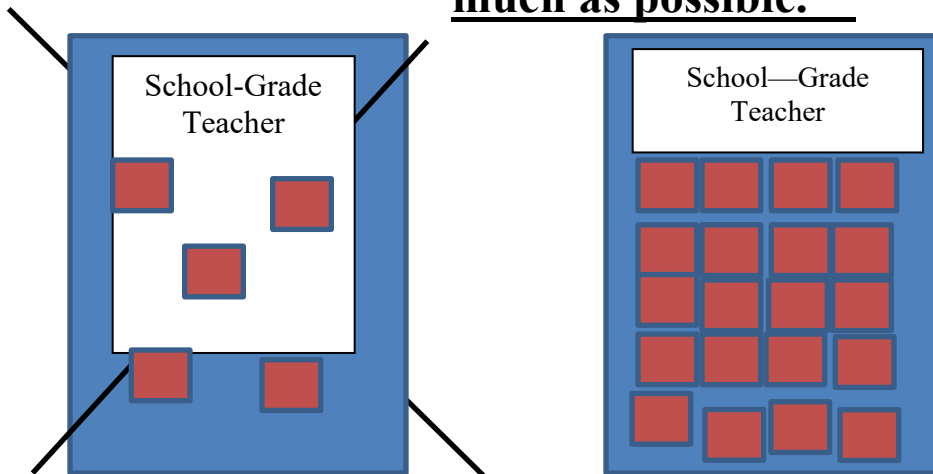 much as possible.
School-Grade
Teacher
School—Grade
Teacher